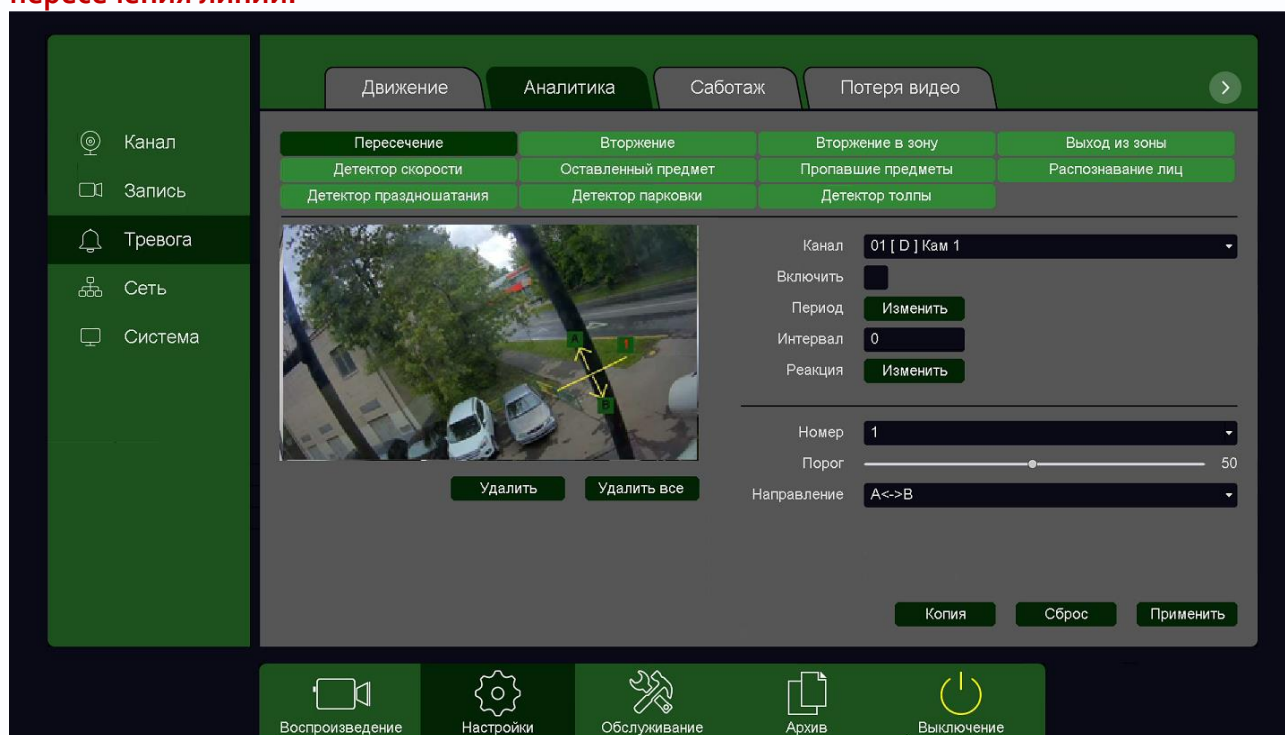 пересечения линии.
Движение Аналитика Саботаж Потеря видео
Канал
Запись
Тревога
Сеть
Система
Пересечение Вторжение Вторжение в зону Выход из зоны
Детектор скорости Оставленный предмет Пропавшие предметы Распознавание лиц
Детектор праздношатания Детектор парковки Детектор толпы
A
1
B
Удалить Удалить все
Канал 01 [ D ] Кам 1
Включить
Период Изменить
Интервал 0
Реакция Изменить
Номер 1
Порог 50
Направление A<->B
Копия Сброс Применить
Воспроизведение Настройки Обслуживание Архив Выключение